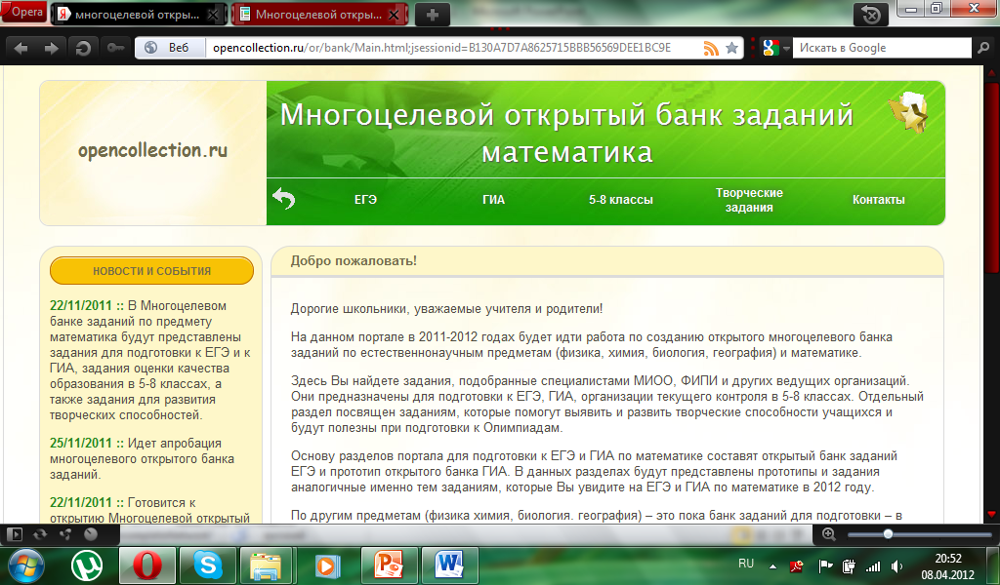 Opera
многоцелевой откры...
Многоцелевой откры...
Веб
opencollection.ru/or/bank/Main.html;jsessionid=B130A7D7A8625715BBB56569DEE1BC9E
Искать в Google
opencollection.ru
Многоцелевой открытый банк заданий
математика
ЕГЭ
ГИА
5-8 классы
Творческие
задания
Контакты
НОВОСТИ И СОБЫТИЯ
22/11/2011 :: В Многоцелевом
банке заданий по предмету
математика будут представлены
задания для подготовки к ЕГЭ и к
ГИА, задания оценки качества
образования в 5-8 классах, а
также задания для развития
творческих способностей.
25/11/2011 :: Идет апробация
многоцелевого открытого банка
заданий.
22/11/2011 :: Готовится к
открытию Многоцелевой открытый
Добро пожаловать!
Дорогие школьники, уважаемые учителя и родители!
На данном портале в 2011-2012 годах будет идти работа по созданию открытого многоцелевого банка
заданий по естественнонаучным предметам (физика, химия, биология, география) и математике.
Здесь Вы найдете задания, подобранные специалистами МИОО, ФИПИ и других ведущих организаций.
Они предназначены для подготовки к ЕГЭ, ГИА, организации текущего контроля в 5-8 классах. Отдельный
раздел посвящен заданиям, которые помогут выявить и развить творческие способности учащихся и
будут полезны при подготовки к Олимпиадам.
Основу разделов портала для подготовки к ЕГЭ и ГИА по математике составят открытый банк заданий
ЕГЭ и прототип открытого банка ГИА. В данных разделах будут представлены прототипы и задания
аналогичные именно тем заданиям, которые Вы увидите на ЕГЭ и ГИА по математике в 2012 году.
По другим предметам (физика химия, биология. география) – это пока банк заданий для подготовки – в
RU
20:52
08.04.2012